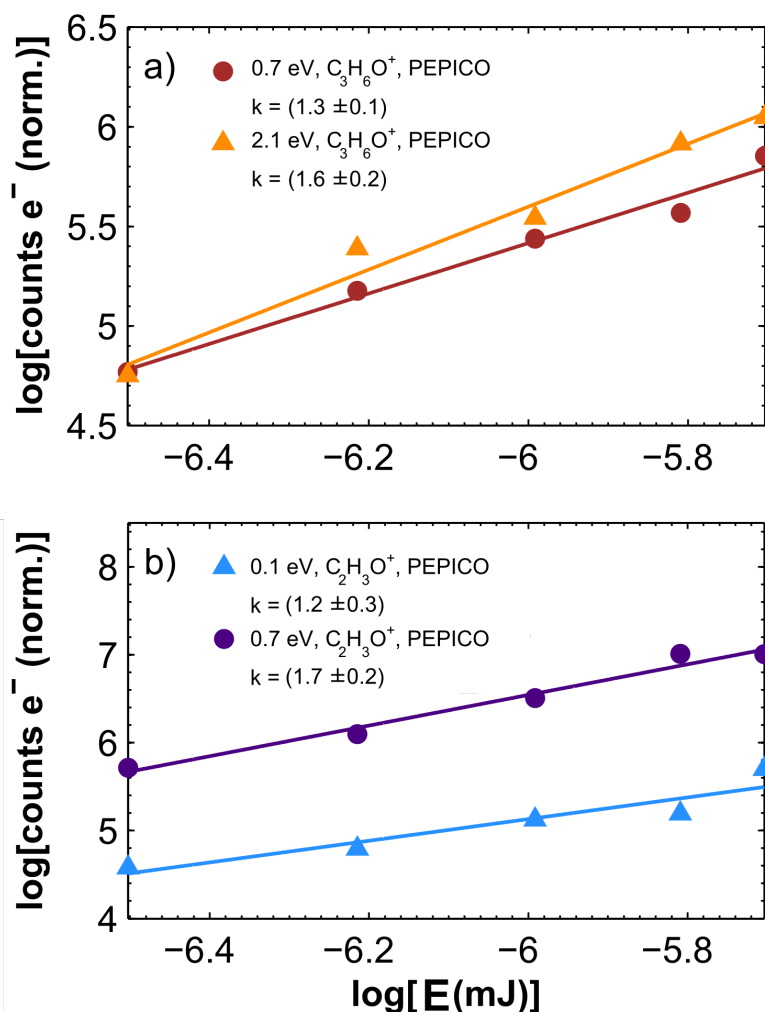 6.5
a)
0.7 eV, C₃H₆O⁺, PEPICO
k = (1.3 ±0.1)
2.1 eV, C₃H₆O⁺, PEPICO
k = (1.6 ±0.2)
6
5.5
5
4.5
log[counts e⁻ (norm.)]
−6.4 −6.2 −6 −5.8
b)
0.1 eV, C₂H₃O⁺, PEPICO
k = (1.2 ±0.3)
0.7 eV, C₂H₃O⁺, PEPICO
k = (1.7 ±0.2)
8
7
6
5
4
log[counts e⁻ (norm.)]
−6.4 −6.2 −6 −5.8
log[E(mJ)]